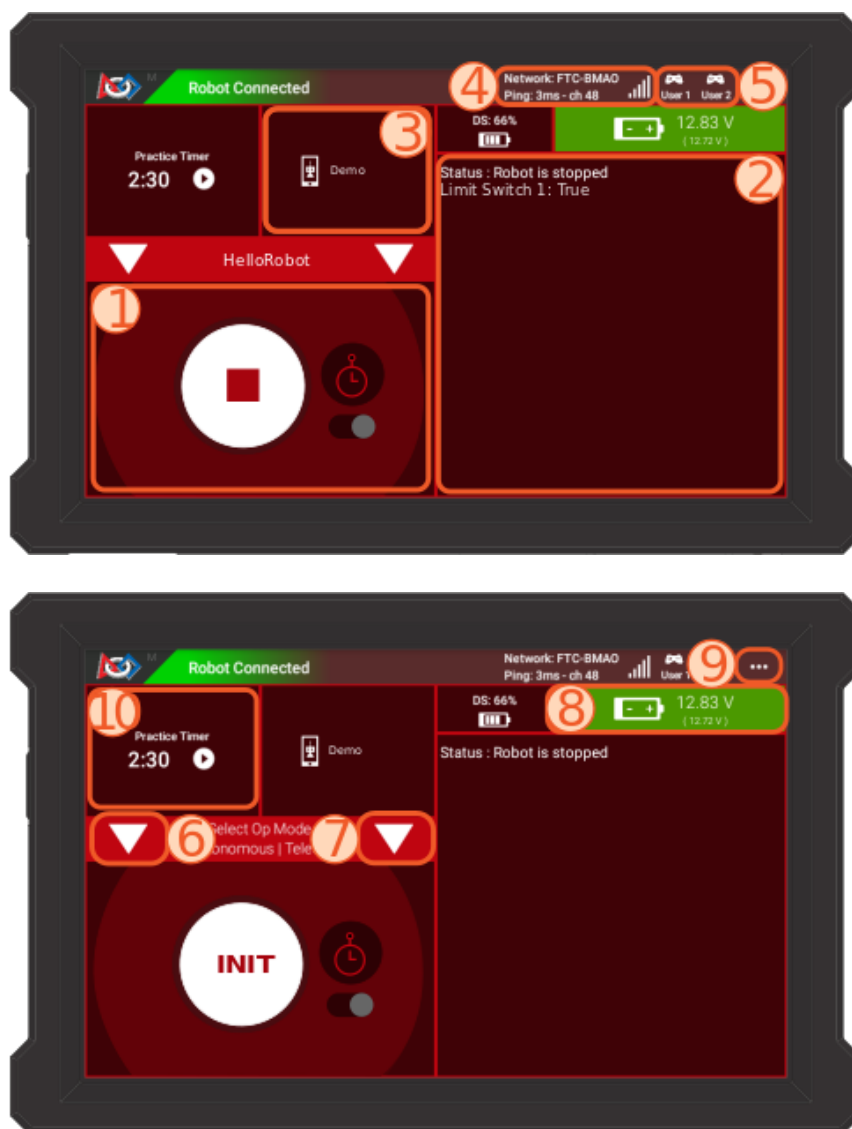 M
Robot Connected
4
Network: FTC-BMAO
Ping: 3ms - ch 48
User 1
User 2
5
Practice Timer
2:30
3
Demo
DS: 66%
12.83 V
( 12.72 V )
HelloRobot
Status : Robot is stopped
Limit Switch 1: True
2
1
M
Robot Connected
Network: FTC-BMAO
Ping: 3ms - ch 48
User
9
10
Practice Timer
2:30
Demo
DS: 66%
8
12.83 V
( 12.72 V )
Status : Robot is stopped
6
Select Op Mode
onomous | Tele
7
INIT